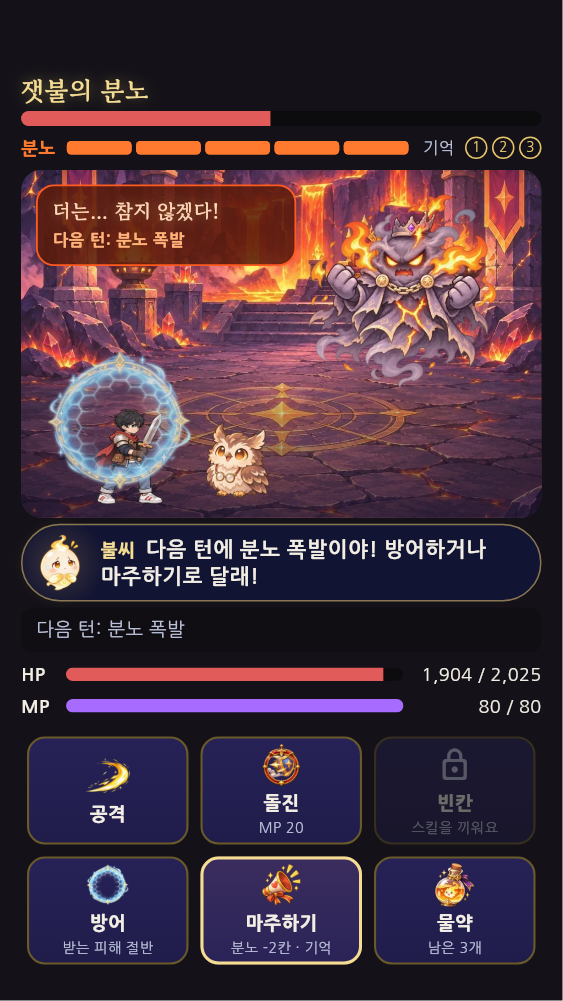 잿불의 분노
분노 기억 1 2 3
더는... 참지 않겠다!
다음 턴: 분노 폭발
불씨 다음 턴에 분노 폭발이야! 방어하거나
마주하기로 달래!
다음 턴: 분노 폭발
HP 1,904 / 2,025
MP 80 / 80
공격
돌진
MP 20
빈칸
스킬을 끼워요
방어
받는 피해 절반
마주하기
분노 -2칸 · 기억
물약
남은 3개